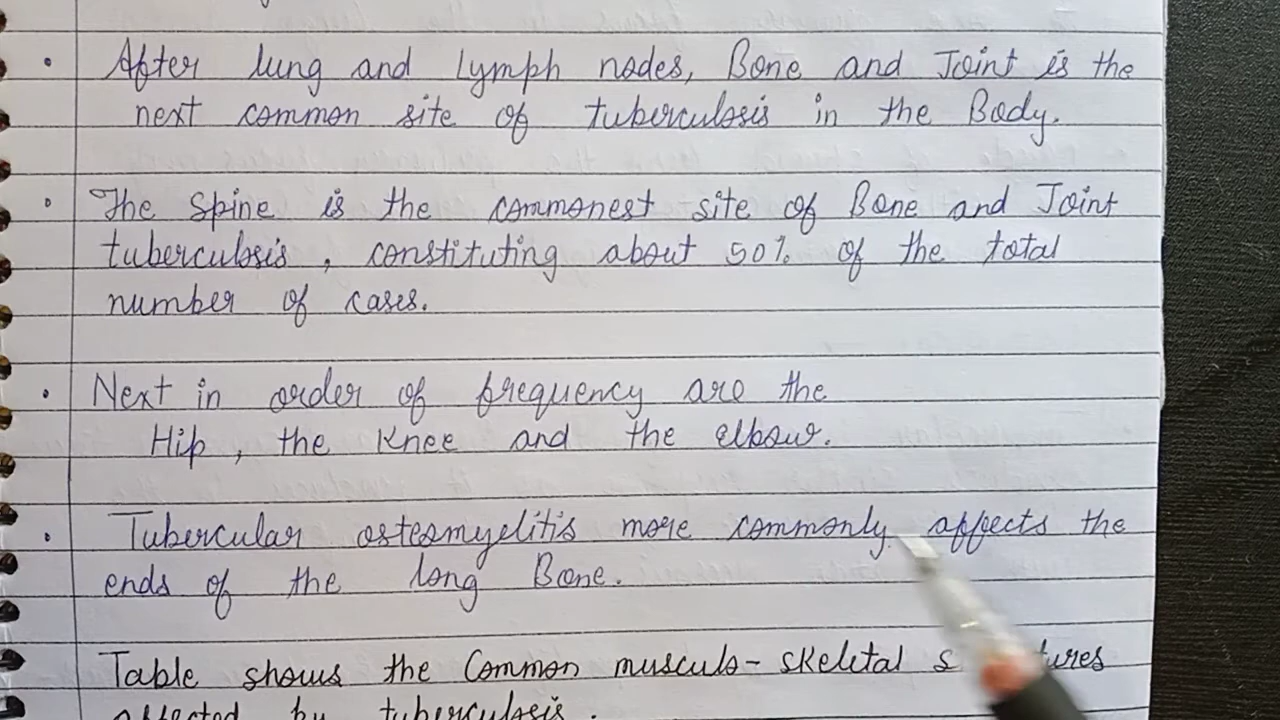 After lung and Lymph nodes, Bone and Joint is the
next common site of tuberculosis in the Body.
The Spine is the commonest site of Bone and Joint
tuberculosis, constituting about 50% of the total
number of cases.
Next in order of frequency are the
Hip, the Knee and the elbow.
Tubercular osteomyelitis more commonly affects the
ends of the long Bone.
Table shows the Common musculo-skeletal
affected by tuberculosis.